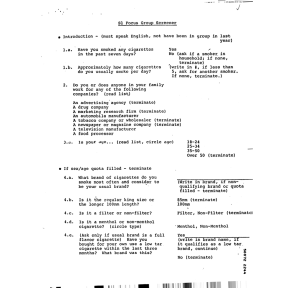 SS Focus Group Screener
* Introduction - (must speak English, not have been in group in last
year)
1.a. Have you smoked any cigarettes Yes
in the past seven days? No (ask if a smoker in
household; if none,
terminate)
1.b. Approximately how many cigarettes (write in #, if less than
do you usually smoke per day? 5, ask for another smoker.
If none, terminate.)
2. Do you or does anyone in your family
work for any of the following
companies? (read list)
An advertising agency (terminate)
A drug company
A marketing research firm (terminate)
An automobile manufacturer
A tobacco company or wholesaler (terminate)
A newspaper or magazine company (terminate)
A television manufacturer
A food processor
3. Is your age... (read list, circle one) 18-24
25-34
35-50
Over 50 (terminate)
* If sex/age quota filled - terminate
4.a. What brand of cigarettes do you
smoke most often and consider to (Write in brand, if non-
be your usual brand? qualifying brand or quota
filled - terminate)
4.b. Is it the regular king size or 85mm (terminate)
the longer 100mm length? 100mm
4.c. Is it a filter or non-filter? Filter, Non-Filter (terminate)
4.d. Is it a menthol or non-menthol
cigarette? (circle type) Menthol, Non-Menthol
4.e. (Ask only if usual brand is a full Yes
flavor cigarette) Have you (write in brand name, if
bought for your own use a low tar it qualifies as a low tar
cigarette within the last three brand, continue)
months? What brand was this?
No (terminate)